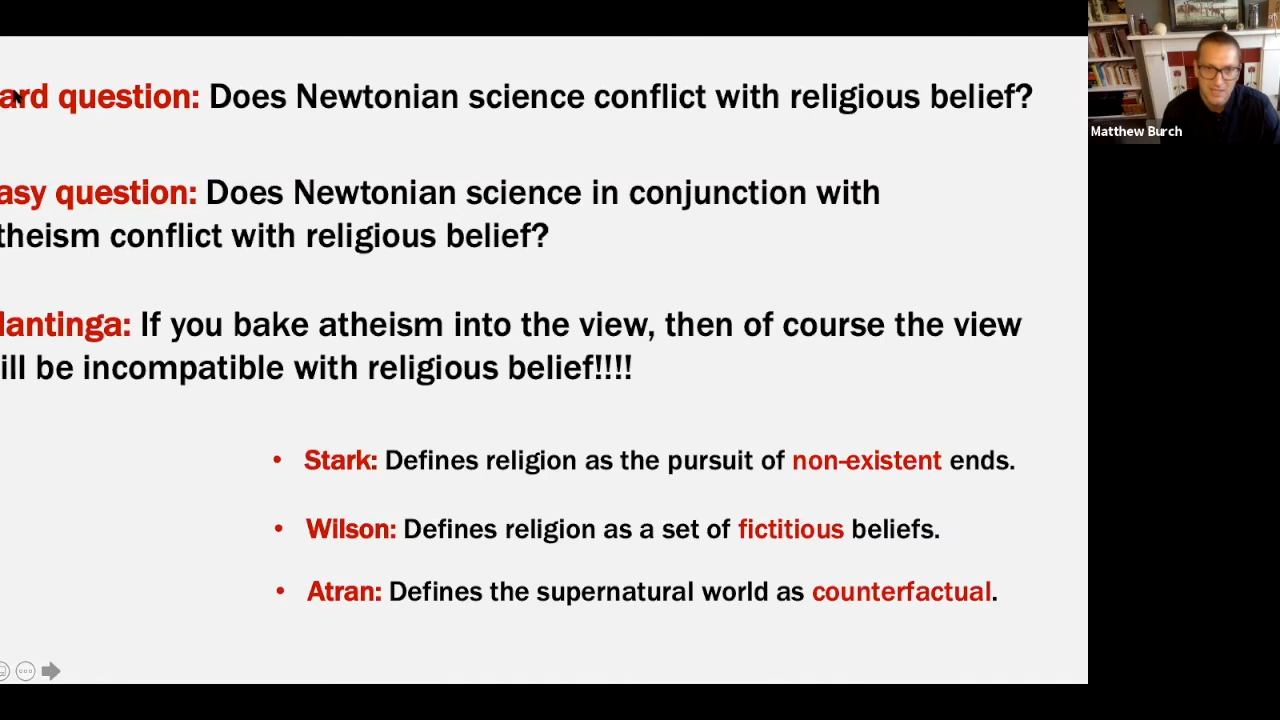 ard question: Does Newtonian science conflict with religious belief?
asy question: Does Newtonian science in conjunction with
theism conflict with religious belief?
lantinga: If you bake atheism into the view, then of course the view
ill be incompatible with religious belief!!!!
• Stark: Defines religion as the pursuit of non-existent ends.
• Wilson: Defines religion as a set of fictitious beliefs.
• Atran: Defines the supernatural world as counterfactual.
Matthew Burch